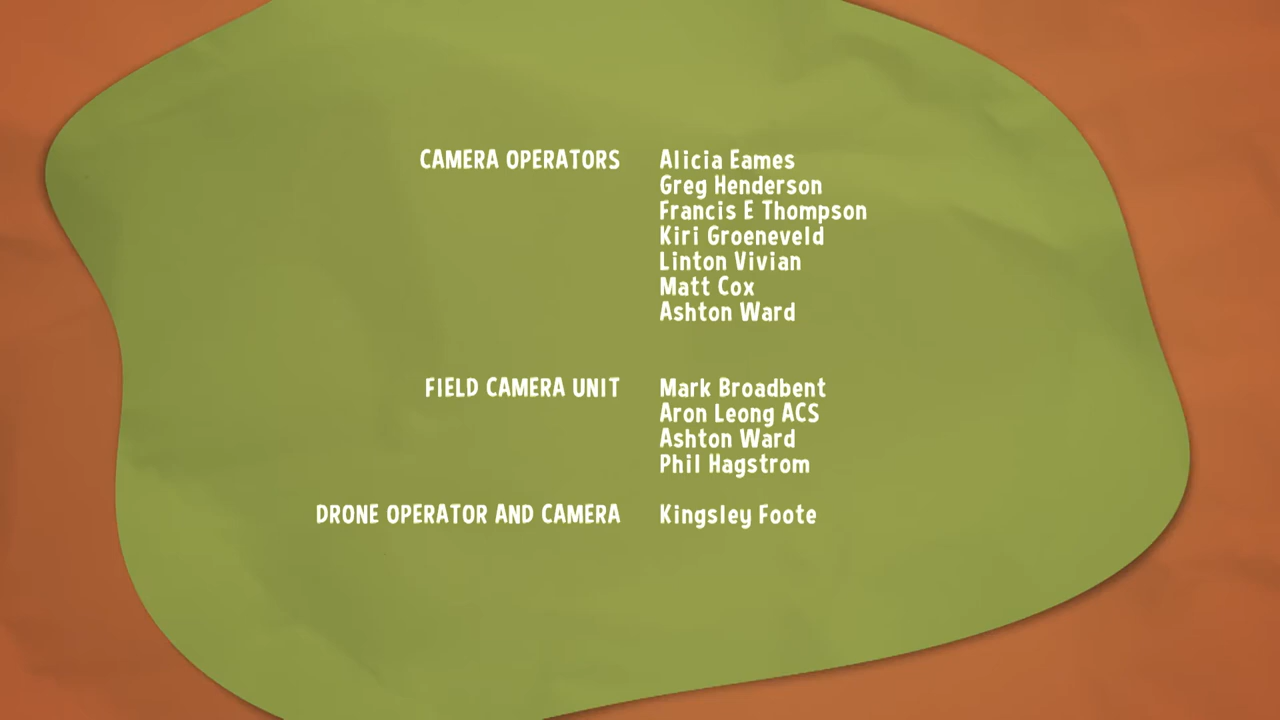 CAMERA OPERATORS Alicia Eames
Greg Henderson
Francis E Thompson
Kiri Groeneveld
Linton Vivian
Matt Cox
Ashton Ward
FIELD CAMERA UNIT Mark Broadbent
Aron Leong ACS
Ashton Ward
Phil Hagstrom
DRONE OPERATOR AND CAMERA Kingsley Foote